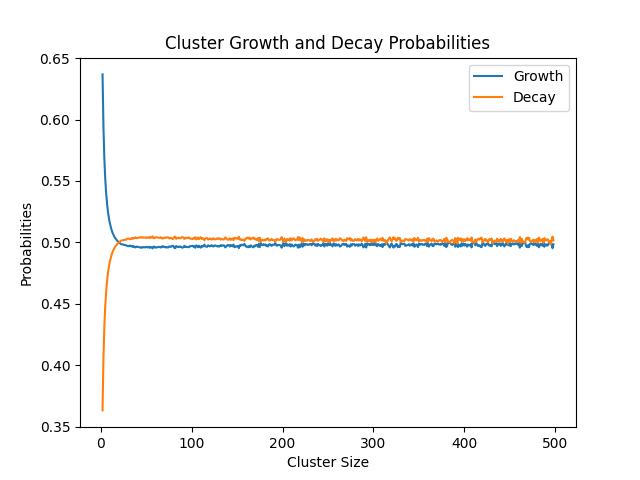 Cluster Growth and Decay Probabilities
Growth
Decay
0.65
0.60
0.55
0.50
0.45
0.40
0.35
Probabilities
0
100
200
300
400
500
Cluster Size